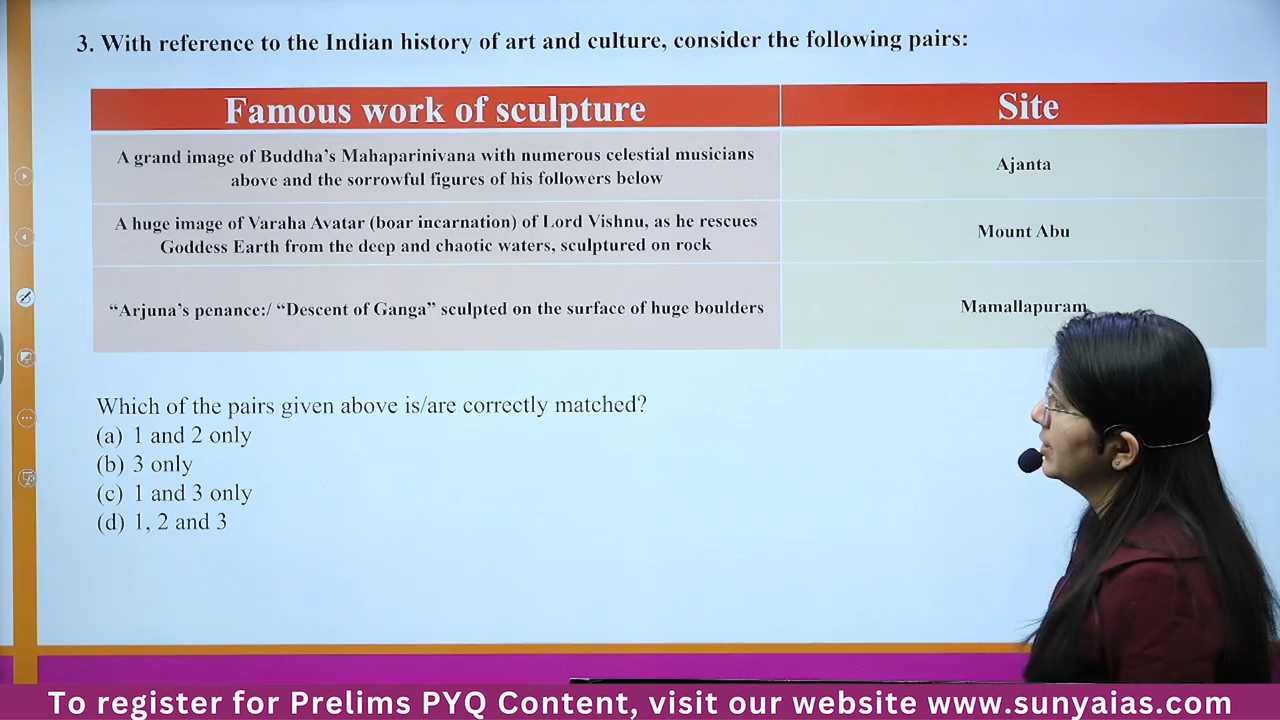 3. With reference to the Indian history of art and culture, consider the following pairs:
Famous work of sculpture
Site
A grand image of Buddha's Mahaparinivana with numerous celestial musicians
above and the sorrowful figures of his followers below
Ajanta
A huge image of Varaha Avatar (boar incarnation) of Lord Vishnu, as he rescues
Goddess Earth from the deep and chaotic waters, sculptured on rock
Mount Abu
“Arjuna's penance:/ “Descent of Ganga” sculpted on the surface of huge boulders
Mamallapuram
Which of the pairs given above is/are correctly matched?
(a) 1 and 2 only
(b) 3 only
(c) 1 and 3 only
(d) 1, 2 and 3
To register for Prelims PYQ Content, visit our website www.sunyaias.com